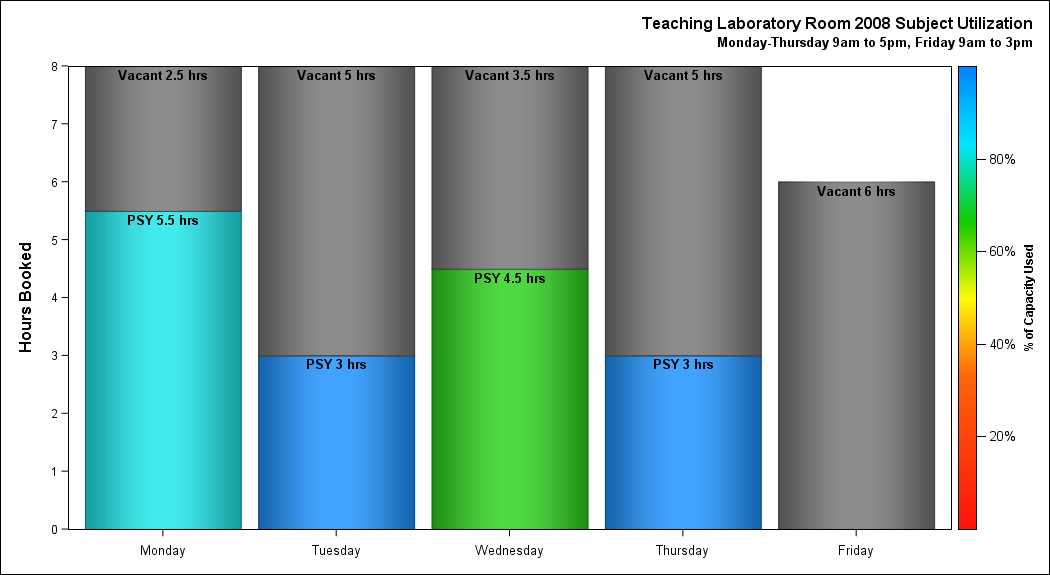 Teaching Laboratory Room 2008 Subject Utilization
Monday-Thursday 9am to 5pm, Friday 9am to 3pm
Hours Booked
8
7
6
5
4
3
2
1
0
Vacant 2.5 hrs
PSY 5.5 hrs
Vacant 5 hrs
PSY 3 hrs
Vacant 3.5 hrs
PSY 4.5 hrs
Vacant 5 hrs
PSY 3 hrs
Vacant 6 hrs
Monday
Tuesday
Wednesday
Thursday
Friday
80%
60%
40%
20%
% of Capacity Used